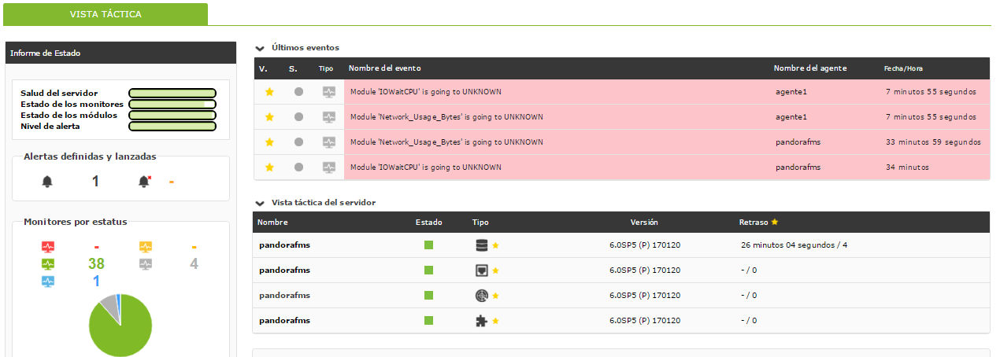 VISTA TÁCTICA
Informe de Estado
Salud del servidor
Estado de los monitores
Estado de los módulos
Nivel de alerta
Alertas definidas y lanzadas
1 -
Monitores por estatus
- -
38 4
1
Últimos eventos
V. S. Tipo Nombre del evento Nombre del agente Fecha/Hora
Module 'IOWaitCPU' is going to UNKNOWN agente1 7 minutos 55 segundos
Module 'Network_Usage_Bytes' is going to UNKNOWN agente1 7 minutos 55 segundos
Module 'Network_Usage_Bytes' is going to UNKNOWN pandorafms 33 minutos 59 segundos
Module 'IOWaitCPU' is going to UNKNOWN pandorafms 34 minutos
Vista táctica del servidor
Nombre Estado Tipo Versión Retraso
pandorafms 6.0SP5 (P) 170120 26 minutos 04 segundos / 4
pandorafms 6.0SP5 (P) 170120 - / 0
pandorafms 6.0SP5 (P) 170120 - / 0
pandorafms 6.0SP5 (P) 170120 - / 0